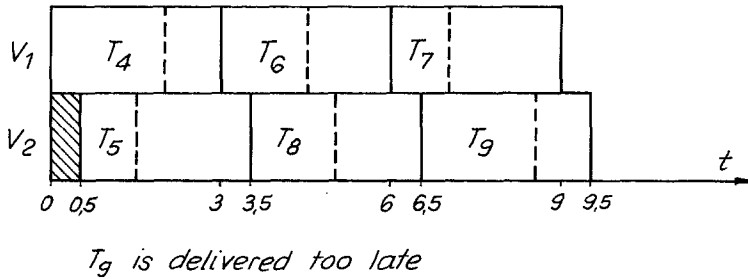 V1 T4 T6 T7
V2 T5 T8 T9
t
0 0,5 3 3,5 6 6,5 9 9,5
Tg is delivered too late